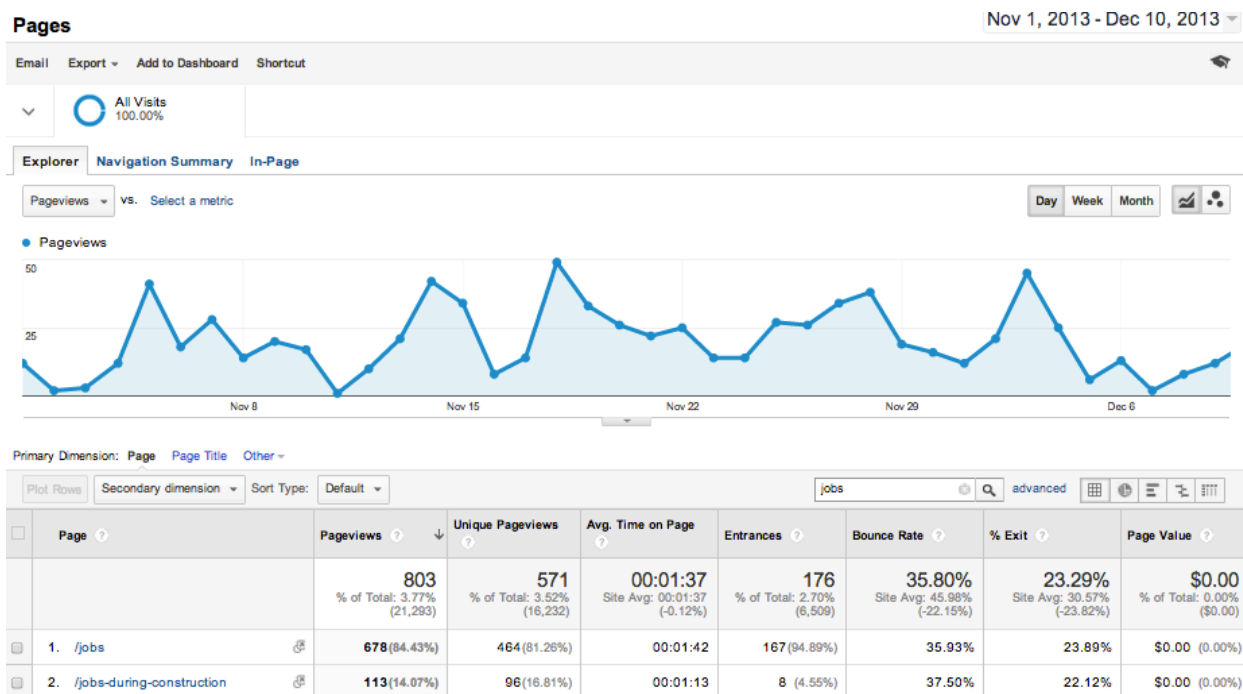 Pages
Nov 1, 2013 - Dec 10, 2013
Email Export Add to Dashboard Shortcut
All Visits
100.00%
Explorer Navigation Summary In-Page
Pageviews vs. Select a metric Day Week Month
Pageviews
50
25
Nov 8 Nov 15 Nov 22 Nov 29 Dec 6
Primary Dimension: Page Page Title Other
Plot Rows Secondary dimension Sort Type: Default jobs advanced
Page ? Pageviews ? Unique Pageviews ? Avg. Time on Page ? Entrances ? Bounce Rate ? % Exit ? Page Value ?
803 571 00:01:37 176 35.80% 23.29% $0.00
% of Total: 3.77% % of Total: 3.52% Site Avg: 00:01:37 % of Total: 2.70% Site Avg: 45.98% Site Avg: 30.57% % of Total: 0.00%
(21,293) (16,232) (-0.12%) (6,509) (-22.15%) (-23.82%) ($0.00)
1. /jobs 678(84.43%) 464(81.26%) 00:01:42 167(94.89%) 35.93% 23.89% $0.00 (0.00%)
2. /jobs-during-construction 113(14.07%) 96(16.81%) 00:01:13 8 (4.55%) 37.50% 22.12% $0.00 (0.00%)